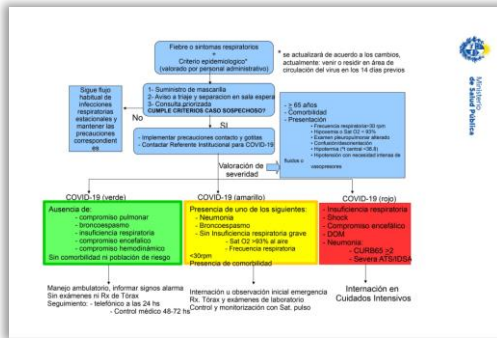 Fiebre o síntomas respiratorios
+
Criterio epidemiologico*
(valorado por personal administrativo)
* se actualizará de acuerdo a los cambios,
actualmente: venir o residir en área de
circulación del virus en los 14 días previos
Ministerio
de Salud Pública
Sigue flujo
habitual de
infecciones
respiratorias
estacionales y
mantener las
precauciones
correspondient
es
No
1- Suministro de mascarilla
2- Aviso a triaje y separacion en sala espera
3- Consulta priorizada
CUMPLE CRITERIOS CASO SOSPECHOSO?
SI
- Implementar precauciones contacto y gotitas
- Contactar Referente Institucional para COVID-19
- ≥ 65 años
- Comorbilidad
- Presentación
• Frecuencia respiratoria>30 rpm
• Hipoxemia o Sat O2 < 93%
• Examen pleuropulmonar alterado
• Confusión/desorientación
• Hipotermia (T central <36.8)
• Hipotensión con necesidad intensa de
fluidos o
vasopresores
Valoración de
severidad
COVID-19 (verde)
Ausencia de:
- compromiso pulmonar
- broncoespasmo
- insuficiencia respiratoria
- compromiso encefálico
- compromiso hemodinámico
Sin comorbilidad ni población de riesgo
COVID-19 (amarillo)
Presencia de uno de los siguientes:
- Neumonia
- Broncoespasmo
- Sin Insuficiencia Respiratoria grave
- Sat O2 >93% al aire
- Frecuencia respiratoria
<30rpm
Presencia de comorbilidad
COVID-19 (rojo)
- Insuficiencia respiratoria
- Shock
- Compromiso encefálico
- DOM
- Neumonia:
- CURB65 >2
- Severa ATS/IDSA
Manejo ambulatorio, informar signos alarma
Sin exámenes ni Rx de Tórax
Seguimiento: - telefónico a las 24 hs
- Control médico 48-72 hs
Internación u observación inicial emergencia
Rx. Tórax y exámenes de laboratorio
Control y monitorización con Sat. pulso
Internación en
Cuidados Intensivos